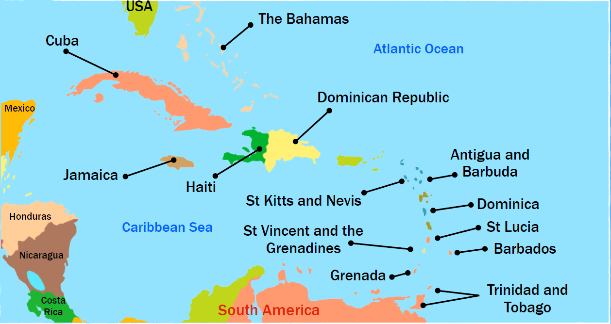 USA
The Bahamas
Cuba
Atlantic Ocean
Dominican Republic
Mexico
Jamaica
Haiti
Antigua and
Barbuda
St Kitts and Nevis
Dominica
Honduras
Caribbean Sea
St Vincent and the
Grenadines
St Lucia
Barbados
Nicaragua
Grenada
Trinidad and
Tobago
Costa
Rica
South America